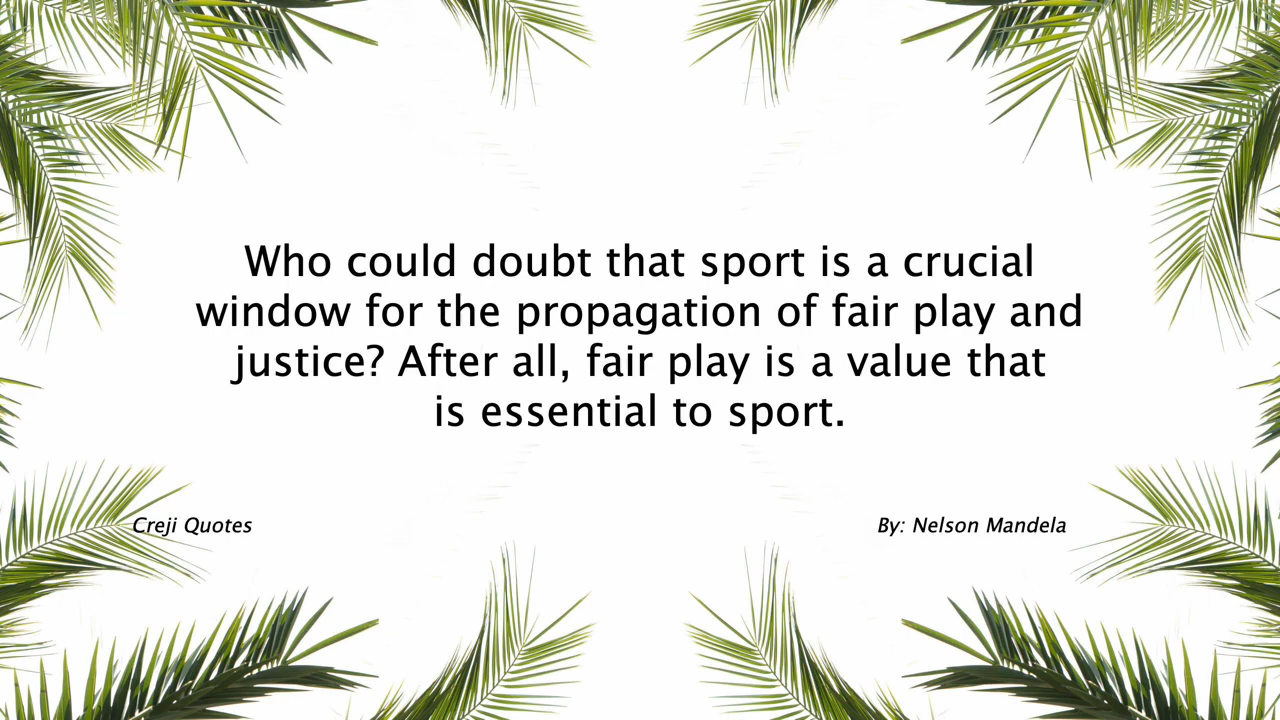 Who could doubt that sport is a crucial
window for the propagation of fair play and
justice? After all, fair play is a value that
is essential to sport.
Creji Quotes
By: Nelson Mandela